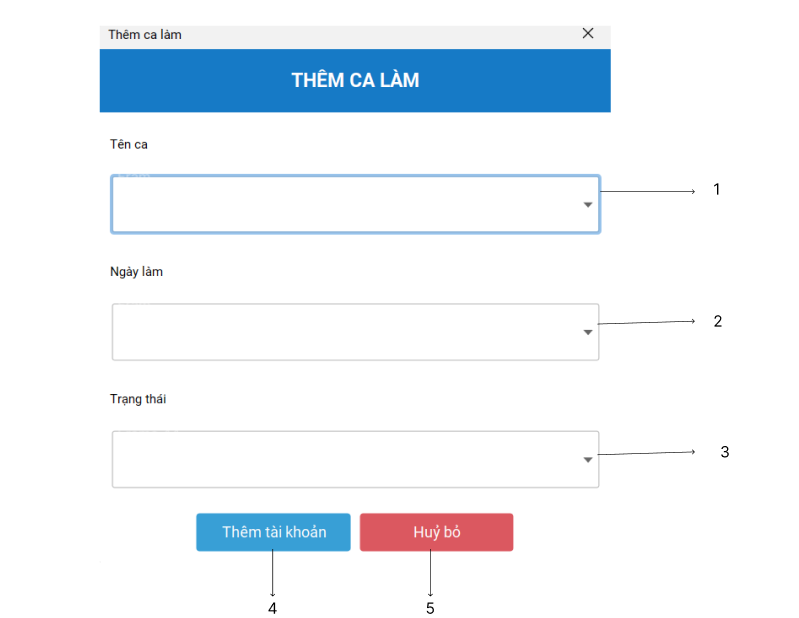 Thêm ca làm
THÊM CA LÀM
Tên ca
1
Ngày làm
2
Trạng thái
3
Thêm tài khoản
Huỷ bỏ
4
5